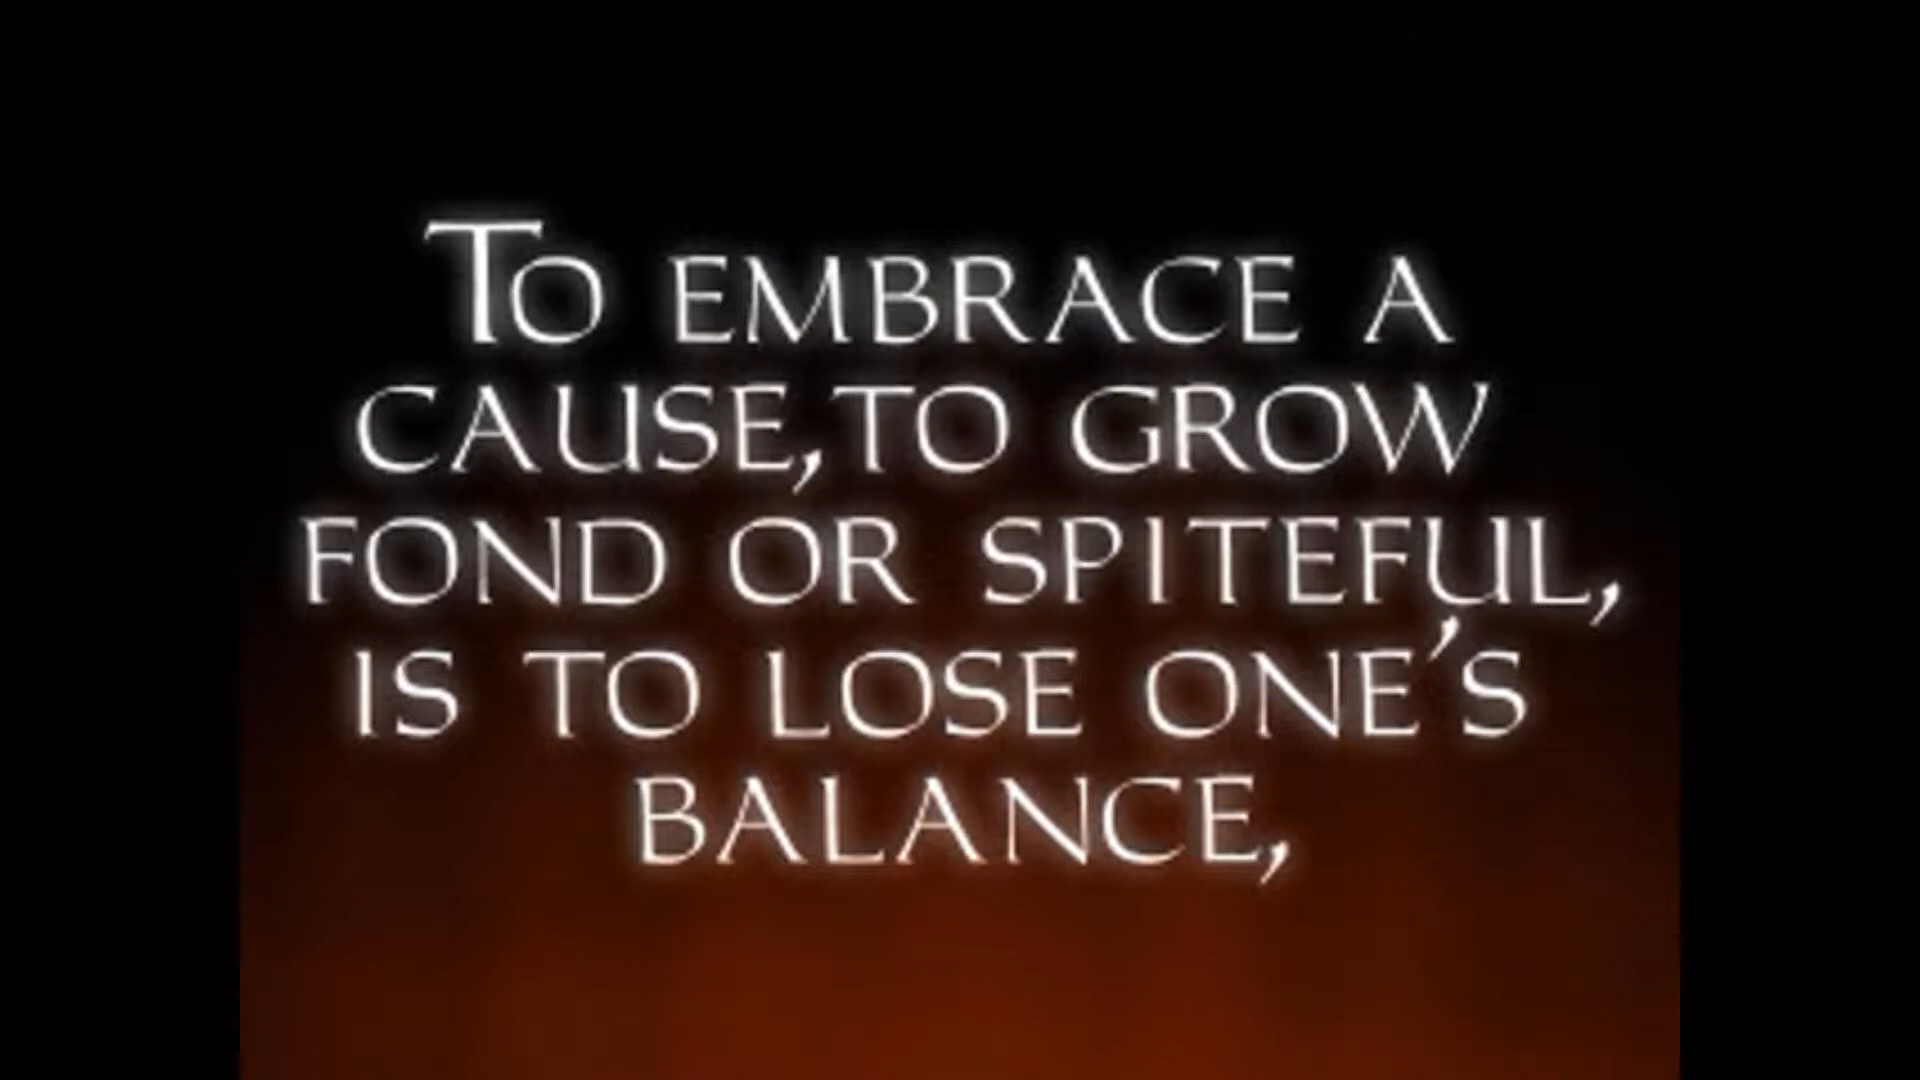 To EMBRACE A
CAUSE,TO GROW
FOND OR SPITEFUL,
IS TO LOSE ONE'S
BALANCE,